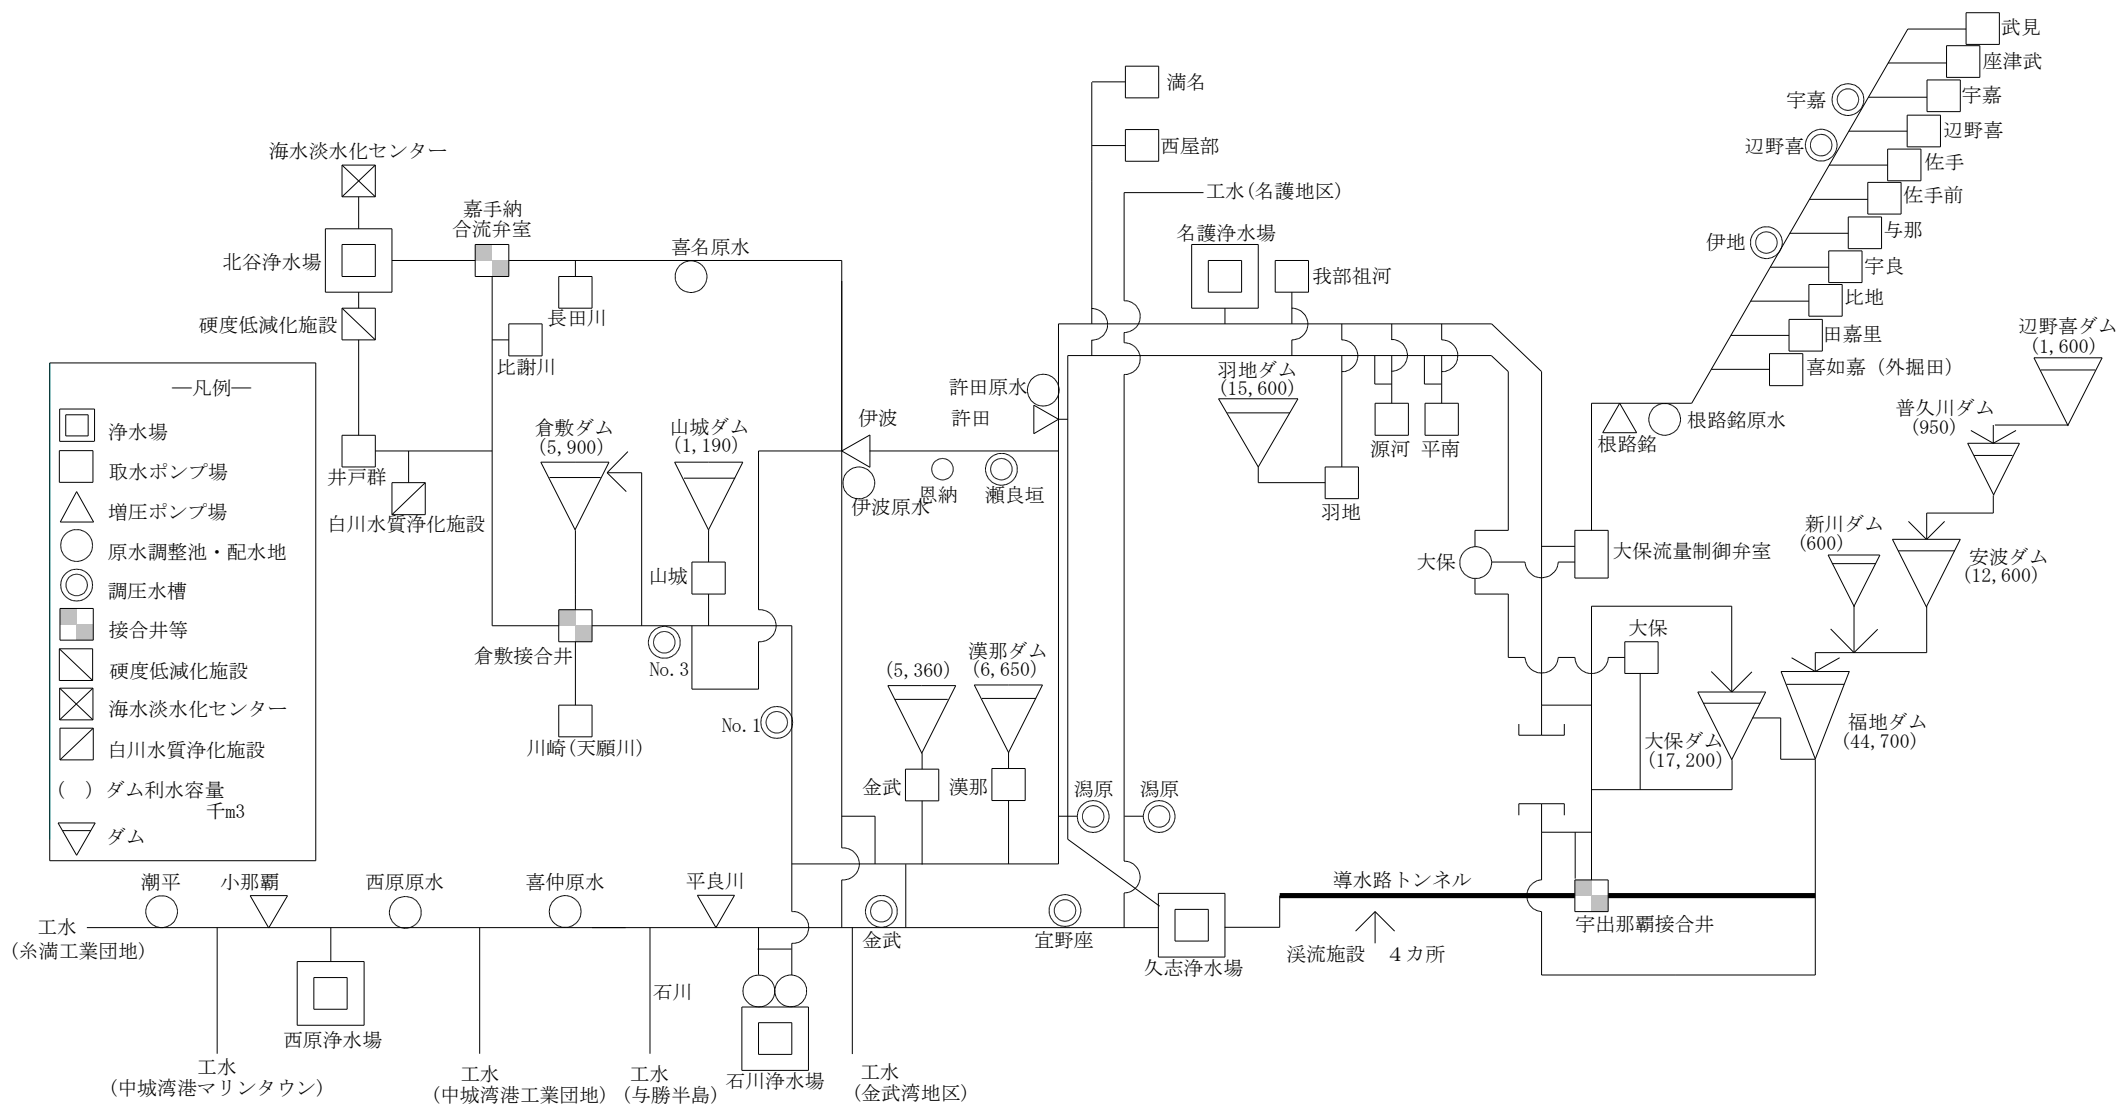 武見
座津武
宇嘉
宇嘉
辺野喜
辺野喜
佐手
佐手前
与那
伊地
宇良
比地
田嘉里
喜如嘉（外掘田）
根路銘
根路銘原水
辺野喜ダム
(1,600)
普久川ダム
(950)
安波ダム
(12,600)
新川ダム
(600)
福地ダム
(44,700)
大保ダム
(17,200)
大保
大保流量制御弁室
大保
満名
西屋部
工水(名護地区)
名護浄水場
我部祖河
羽地ダム
(15,600)
羽地
源河
平南
許田原水
許田
海水淡水化センター
北谷浄水場
嘉手納
合流弁室
喜名原水
長田川
比謝川
硬度低減化施設
井戸群
白川水質浄化施設
倉敷ダム
(5,900)
山城ダム
(1,190)
山城
伊波
伊波原水
恩納
瀬良垣
倉敷接合井
No.3
No.1
川崎(天願川)
(5,360)
金武
漢那ダム
(6,650)
漢那
潟原
潟原
―凡例―
浄水場
取水ポンプ場
増圧ポンプ場
原水調整池・配水地
調圧水槽
接合井等
硬度低減化施設
海水淡水化センター
白川水質浄化施設
( ) ダム利水容量
千m3
ダム
潮平
小那覇
西原原水
喜仲原水
平良川
金武
宜野座
久志浄水場
導水路トンネル
渓流施設 4カ所
宇出那覇接合井
工水
(糸満工業団地)
西原浄水場
石川
石川浄水場
工水
(中城湾港マリンタウン)
工水
(中城湾港工業団地)
工水
(与勝半島)
工水
(金武湾地区)